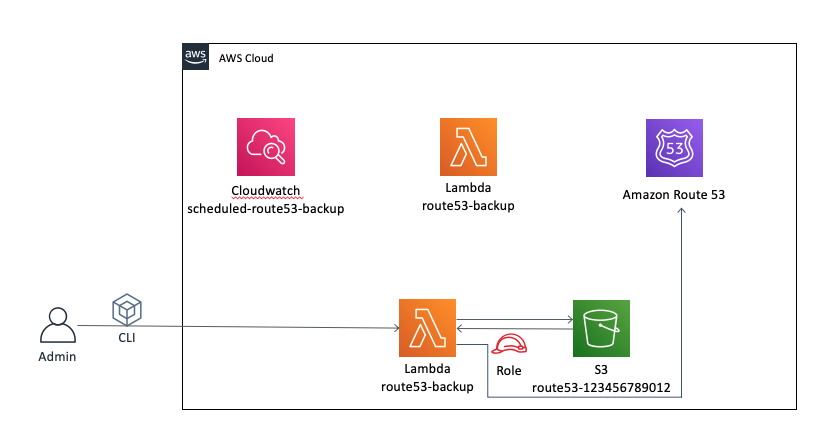 aws
AWS Cloud
Cloudwatch
scheduled-route53-backup
Lambda
route53-backup
53
Amazon Route 53
Admin
CLI
Lambda
route53-backup
Role
S3
route53-123456789012